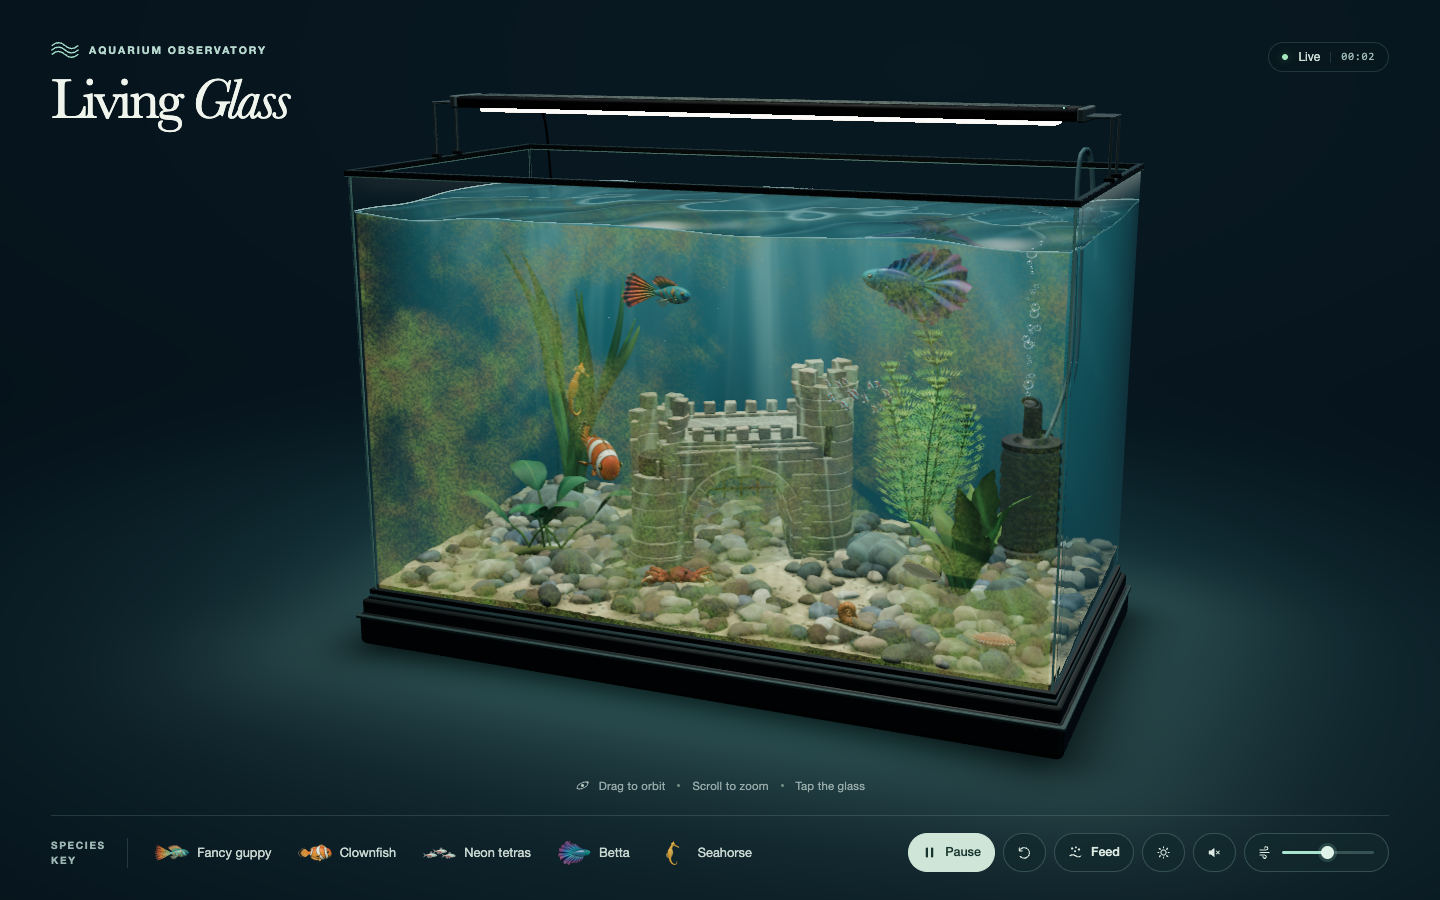 AQUARIUM OBSERVATORY
Living Glass
Live 00:02
Drag to orbit • Scroll to zoom • Tap the glass
SPECIES KEY
Fancy guppy
Clownfish
Neon tetras
Betta
Seahorse
Pause
Feed